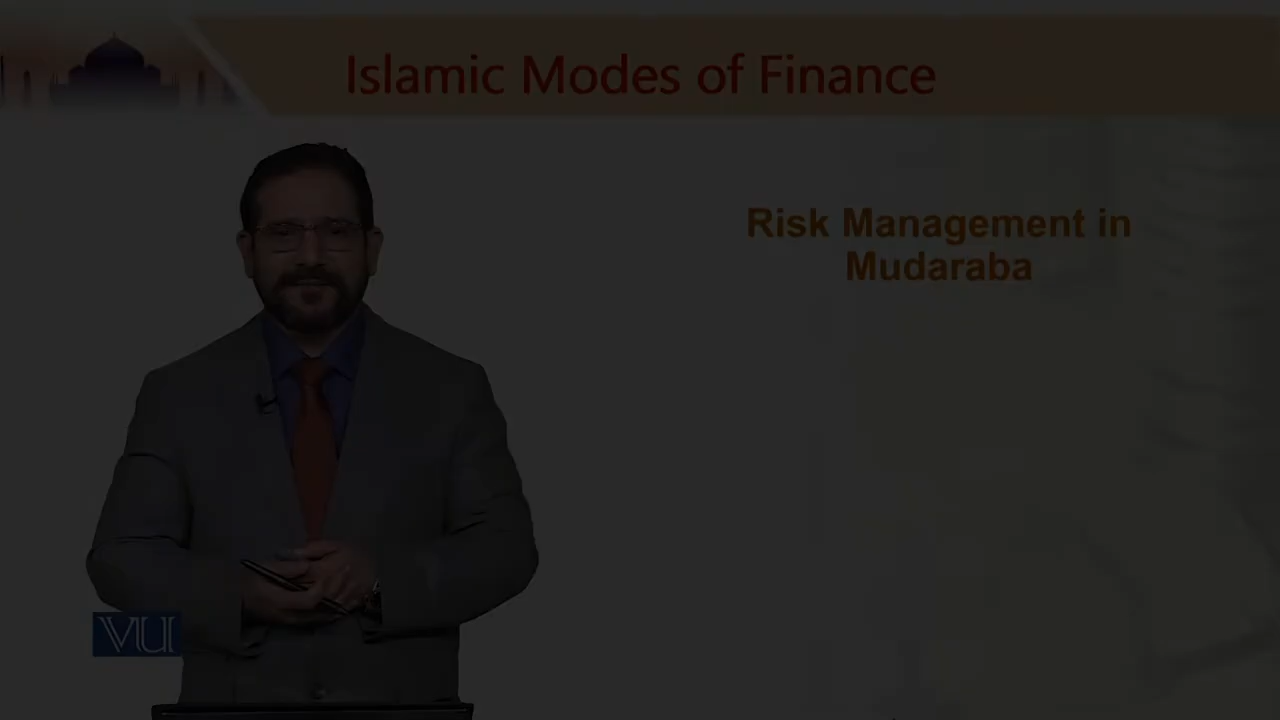 Islamic Modes of Finance
Risk Management in
Mudaraba
VU